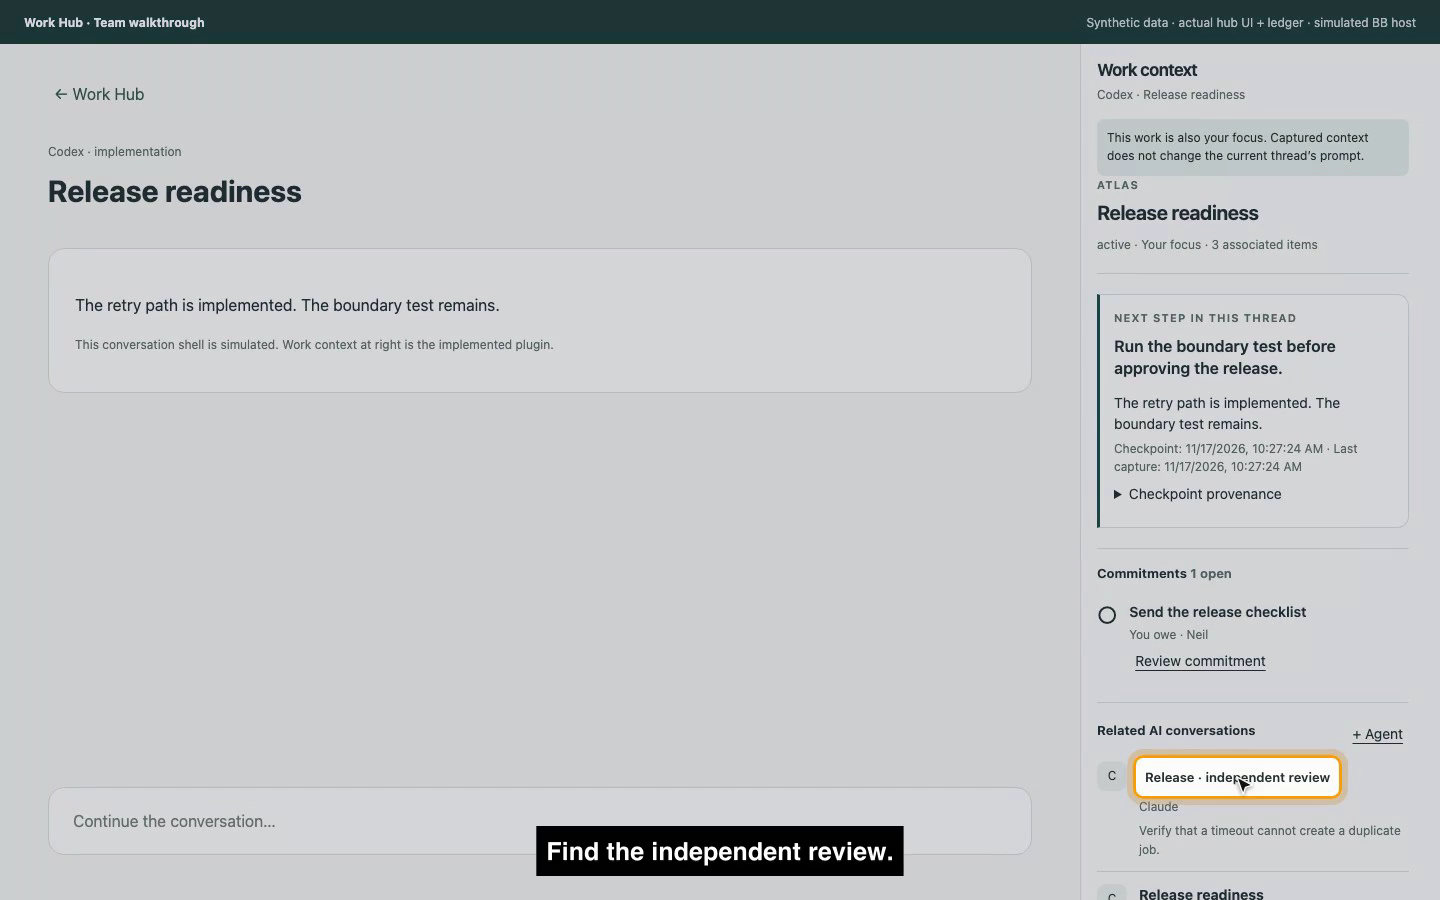 Work Hub · Team walkthrough
Synthetic data · actual hub UI + ledger · simulated BB host
← Work Hub
Codex · implementation
Release readiness
The retry path is implemented. The boundary test remains.
This conversation shell is simulated. Work context at right is the implemented plugin.
Continue the conversation...
Find the independent review.
Work context
Codex · Release readiness
This work is also your focus. Captured context
does not change the current thread's prompt.
ATLAS
Release readiness
active · Your focus · 3 associated items
NEXT STEP IN THIS THREAD
Run the boundary test before
approving the release.
The retry path is implemented. The
boundary test remains.
Checkpoint: 11/17/2026, 10:27:24 AM · Last
capture: 11/17/2026, 10:27:24 AM
▶ Checkpoint provenance
Commitments 1 open
Send the release checklist
You owe · Neil
Review commitment
Related AI conversations
+ Agent
C
Release · independent review
Claude
Verify that a timeout cannot create a duplicate
job.
C
Release readiness